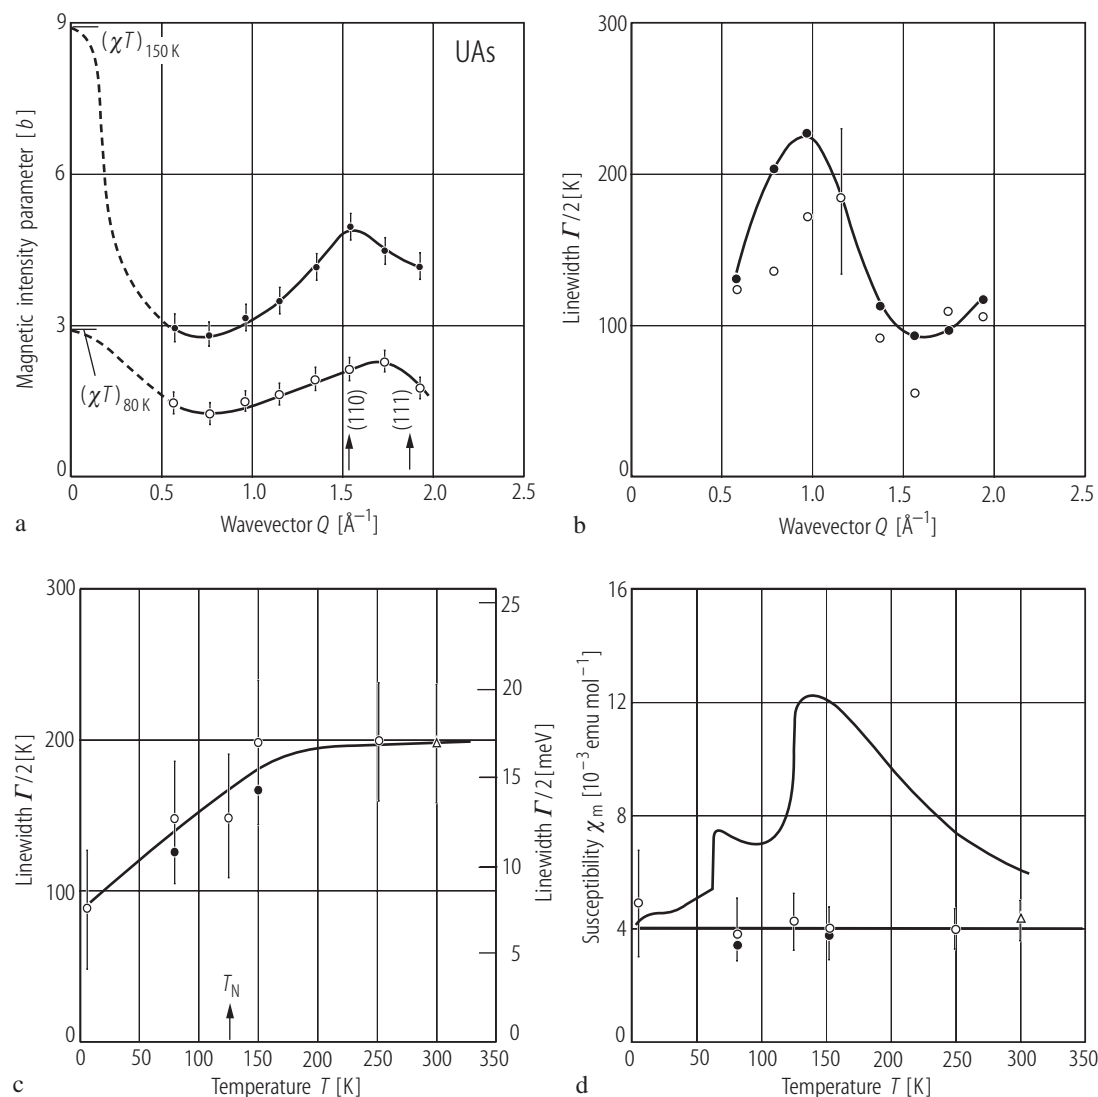 9
(χT)150 K
UAs
6
Magnetic intensity parameter [b]
3
(χT)80 K
(110)
(111)
0
0 0.5 1.0 1.5 2.0 2.5
a
Wavevector Q [Å−1]
300
200
Linewidth Γ/2[K]
100
0
0.5 1.0 1.5 2.0 2.5
b
Wavevector Q [Å−1]
300
25
20
200
Linewidth Γ/2[K]
15
Linewidth Γ/2[meV]
10
100
5
TN
0
0
0 50 100 150 200 250 300 350
c
Temperature T [K]
16
12
Susceptibility χm [10−3 emu mol−1]
8
4
0
0 50 100 150 200 250 300 350
d
Temperature T [K]